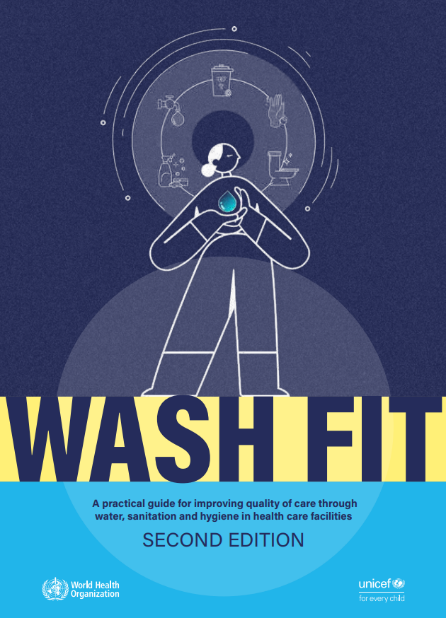 WASH FIT
A practical guide for improving quality of care through
water, sanitation and hygiene in health care facilities
SECOND EDITION
World Health
Organization
unicef
for every child